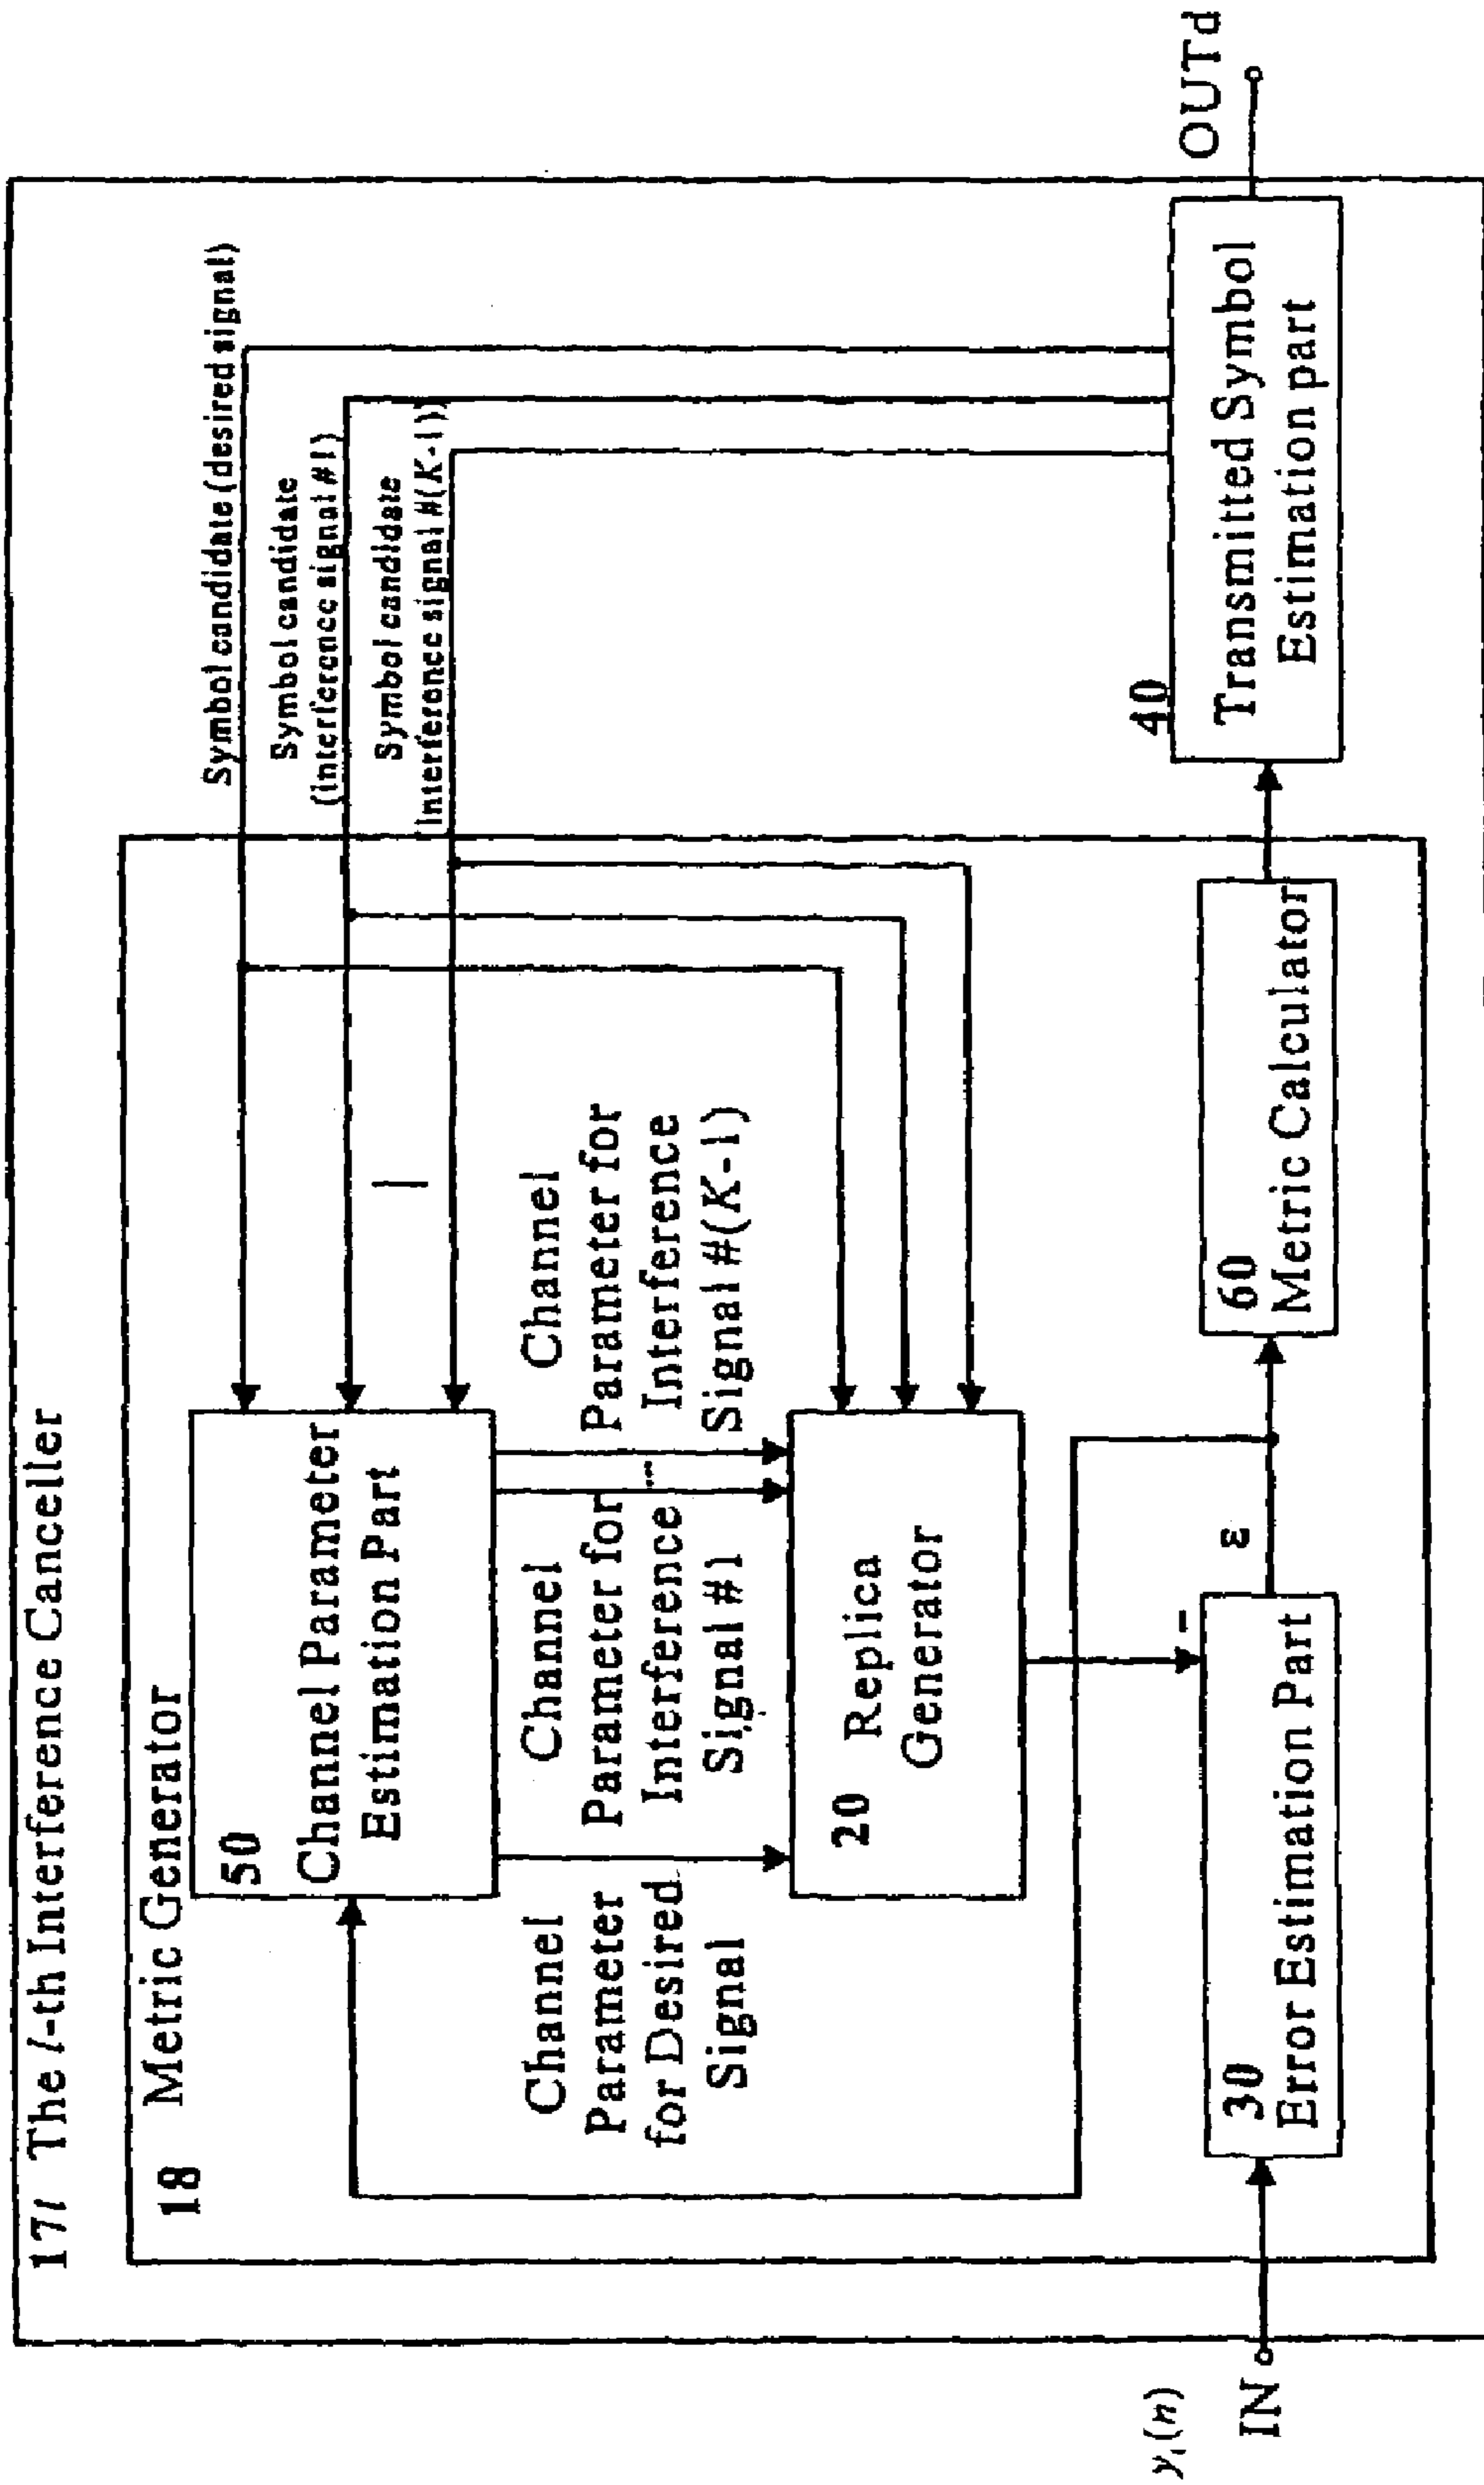 17l The l-th Interference Canceller
18 Metric Generator
Symbol candidate (desired signal)
Symbol candidate
(interference signal #1)
Symbol candidate
(interference signal #(K-1))
50
Channel Parameter
Estimation Part
Channel
Parameter
for Desired
Signal
Channel
Parameter for
Interference
Signal #1
...
Channel
Parameter for
Interference
Signal #(K-1)
20 Replica
Generator
-
ε
30
Error Estimation Part
60
Metric Calculator
40
Transmitted Symbol
Estimation part
IN
OUTd